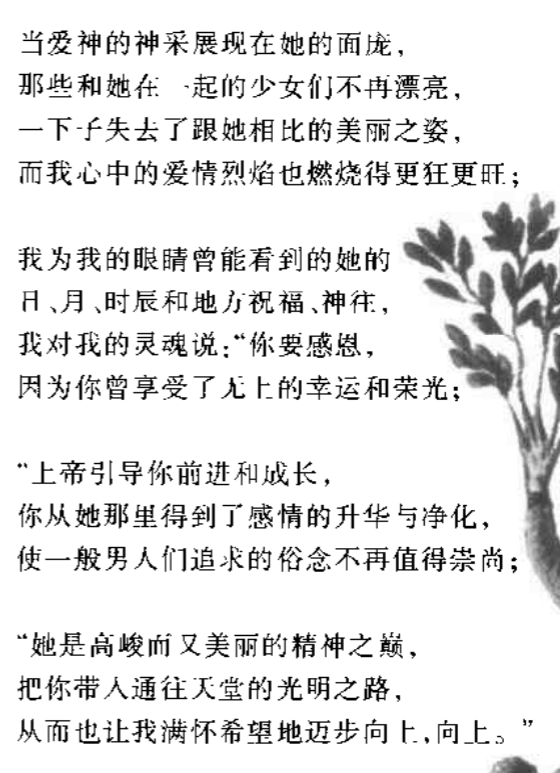 当爱神的神采展现在她的面庞，
那些和她在一起的少女们不再漂亮，
一下子失去了跟她相比的美丽之姿，
而我心中的爱情烈焰也燃烧得更狂更旺；
我为我的眼睛曾能看到的她的
日、月、时辰和地方祝福、神往，
我对我的灵魂说：“你要感恩，
因为你曾享受了无上的幸运和荣光；
“上帝引导你前进和成长，
你从她那里得到了感情的升华与净化，
使一般男人们追求的俗念不再值得崇尚；
“她是高峻而又美丽的精神之巅，
把你带入通往天堂的光明之路，
从而也让我满怀希望地迈步向上，向上。”